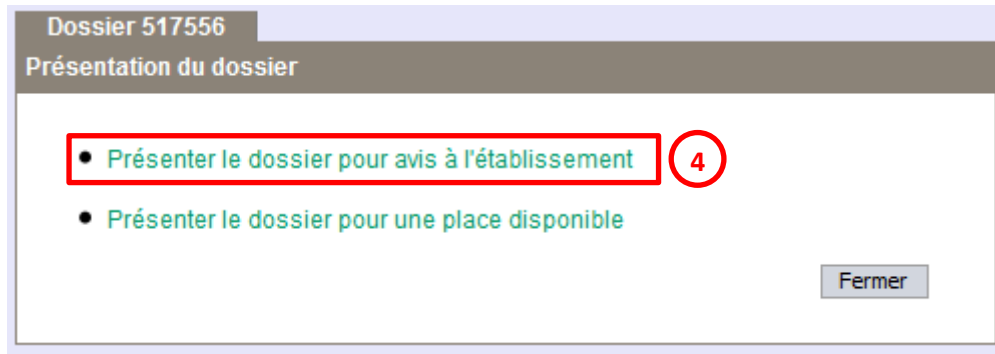 Dossier 517556
Présentation du dossier
Présenter le dossier pour avis à l'établissement
4
Présenter le dossier pour une place disponible
Fermer